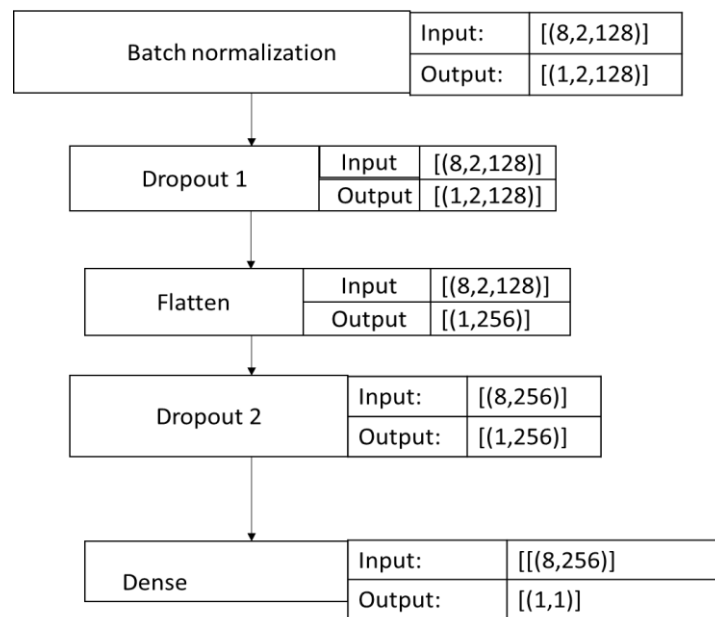 Batch normalization
Input: [(8,2,128)]
Output: [(1,2,128)]
Dropout 1
Input [(8,2,128)]
Output [(1,2,128)]
Flatten
Input [(8,2,128)]
Output [(1,256)]
Dropout 2
Input: [(8,256)]
Output: [(1,256)]
Dense
Input: [[(8,256)]
Output: [(1,1)]